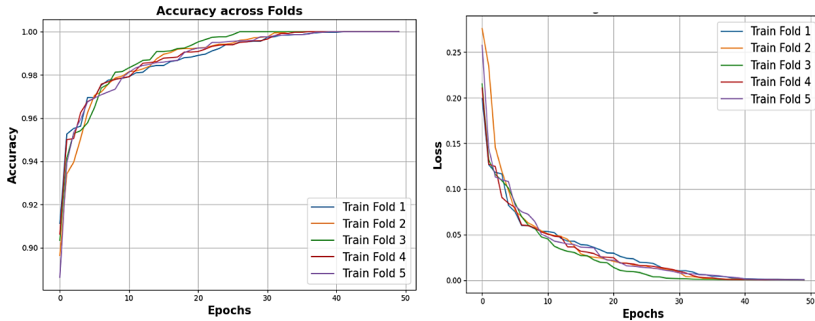 Accuracy across Folds
1.00
0.98
0.96
0.94
0.92
0.90
Accuracy
0 10 20 30 40 50
Epochs
Train Fold 1
Train Fold 2
Train Fold 3
Train Fold 4
Train Fold 5
0.25
0.20
0.15
0.10
0.05
0.00
Loss
0 10 20 30 40 50
Epochs
Train Fold 1
Train Fold 2
Train Fold 3
Train Fold 4
Train Fold 5